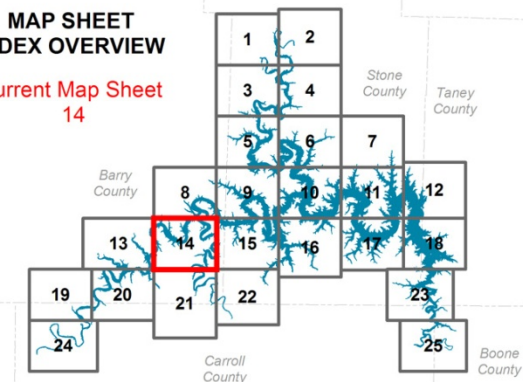 MAP SHEET
DEX OVERVIEW
urrent Map Sheet
14
1
2
Stone
County
Taney
County
3
4
5
6
7
Barry
County
8
9
10
11
12
13
14
15
16
17
18
19
20
21
22
23
24
25
Carroll
County
Boone
County